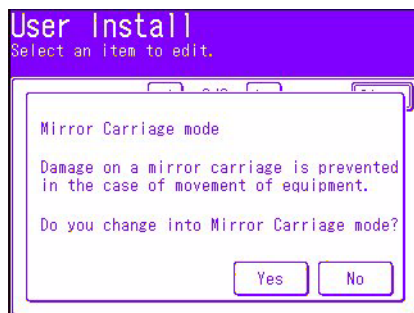 User Install
Select an item to edit.
Mirror Carriage mode
Damage on a mirror carriage is prevented
in the case of movement of equipment.
Do you change into Mirror Carriage mode?
Yes
No